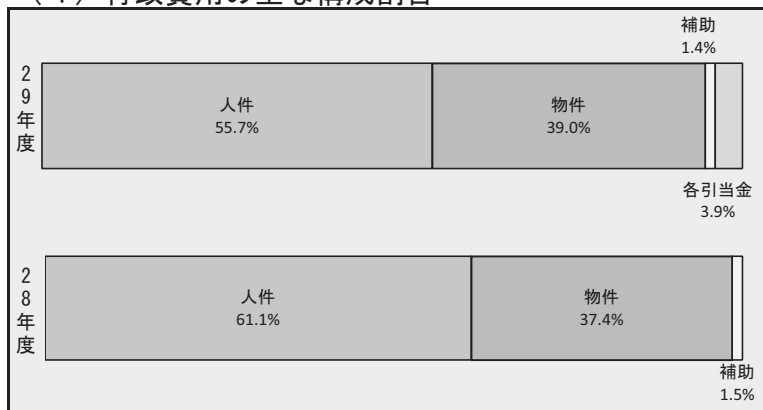 補助
1.4%
29年度
人件
55.7%
物件
39.0%
各引当金
3.9%
28年度
人件
61.1%
物件
37.4%
補助
1.5%